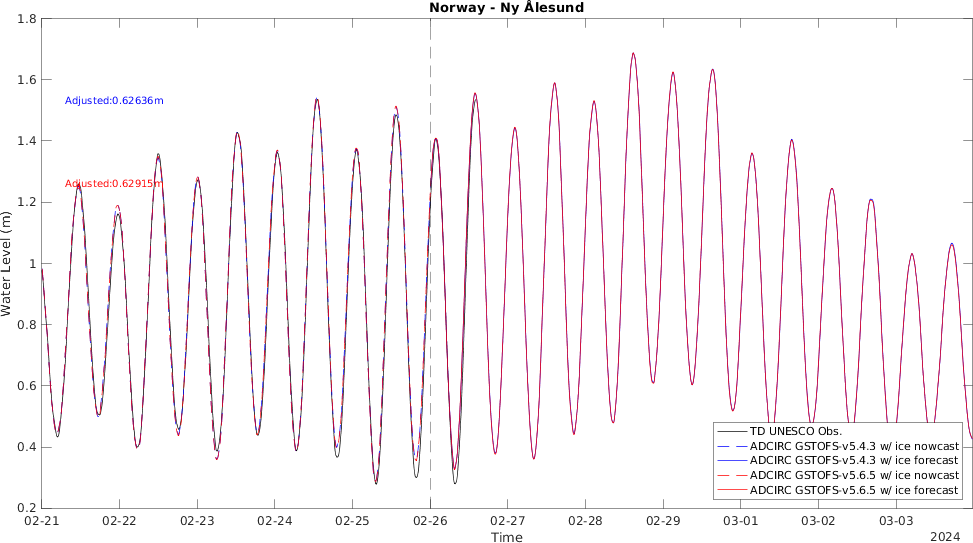 Norway - Ny Ålesund
1.8
1.6
1.4
1.2
1
0.8
0.6
0.4
0.2
Water Level (m)
Adjusted:0.62636m
Adjusted:0.62915m
TD UNESCO Obs.
ADCIRC GSTOFS-v5.4.3 w/ ice nowcast
ADCIRC GSTOFS-v5.4.3 w/ ice forecast
ADCIRC GSTOFS-v5.6.5 w/ ice nowcast
ADCIRC GSTOFS-v5.6.5 w/ ice forecast
02-21 02-22 02-23 02-24 02-25 02-26 02-27 02-28 02-29 03-01 03-02 03-03
Time
2024